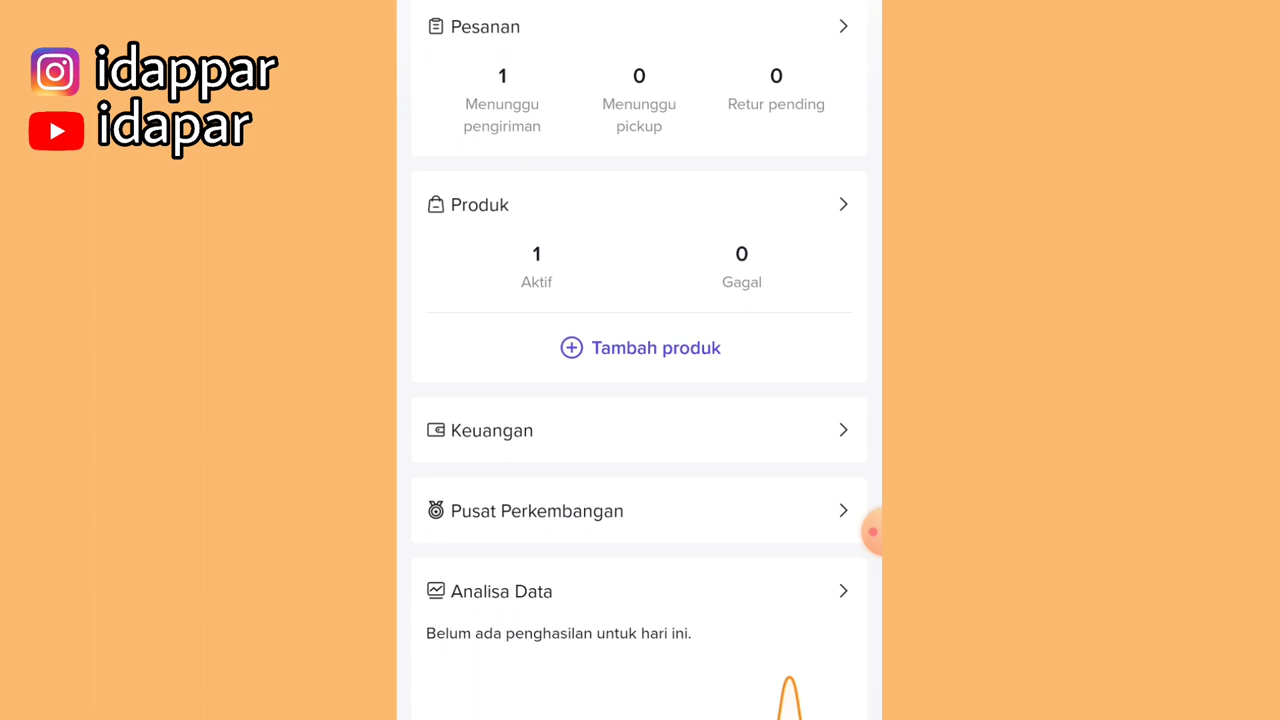 idappar
idapar
Pesanan
1
Menunggu
pengiriman
0
Menunggu
pickup
0
Retur pending
Produk
1
Aktif
0
Gagal
Tambah produk
Keuangan
Pusat Perkembangan
Analisa Data
Belum ada penghasilan untuk hari ini.